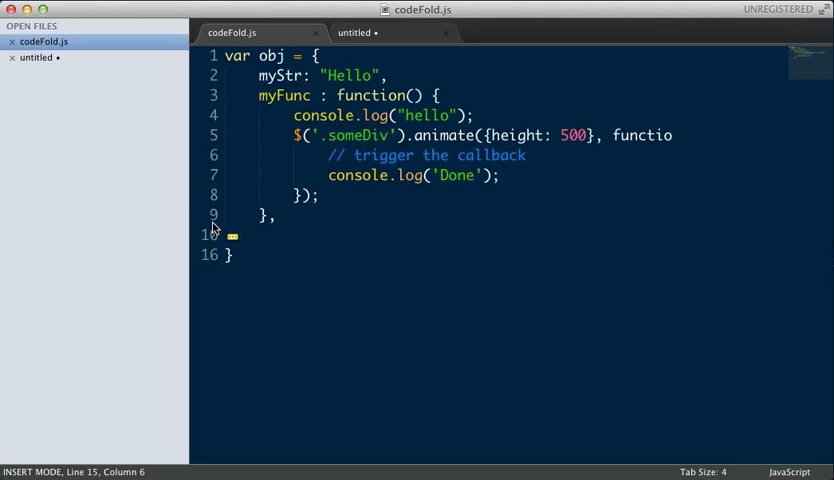 codeFold.js
UNREGISTERED
OPEN FILES
codeFold.js
untitled •
codeFold.js
untitled •
1 var obj = {
2 myStr: "Hello",
3 myFunc : function() {
4 console.log("hello");
5 $('.someDiv').animate({height: 500}, functio
6 // trigger the callback
7 console.log('Done');
8 });
9 },
10
16 }
INSERT MODE, Line 15, Column 6
Tab Size: 4
JavaScript